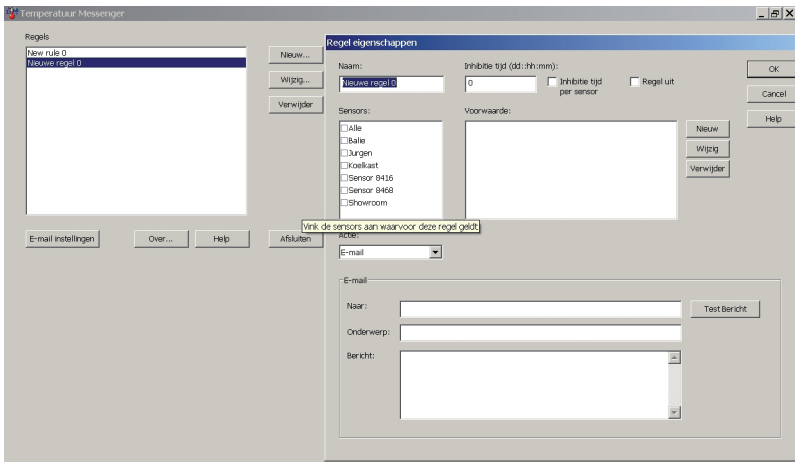 Temperatuur Messenger
Regels
New rule 0
Nieuwe regel 0
Nieuw...
Wijzig...
Verwijder
E-mail instellingen
Over...
Help
Afsluiten
Regel eigenschappen
Naam:
Nieuwe regel 0
Inhibitie tijd (dd::hh:mm):
0
Inhibitie tijd
per sensor
Regel uit
OK
Cancel
Help
Sensors:
Alle
Balie
Jurgen
Koelkast
Sensor 8416
Sensor 8468
Showroom
Voorwaarde:
Nieuw
Wijzig
Verwijder
Vink de sensors aan waarvoor deze regel geldt
Actie:
E-mail
E-mail
Naar:
Test Bericht
Onderwerp:
Bericht: